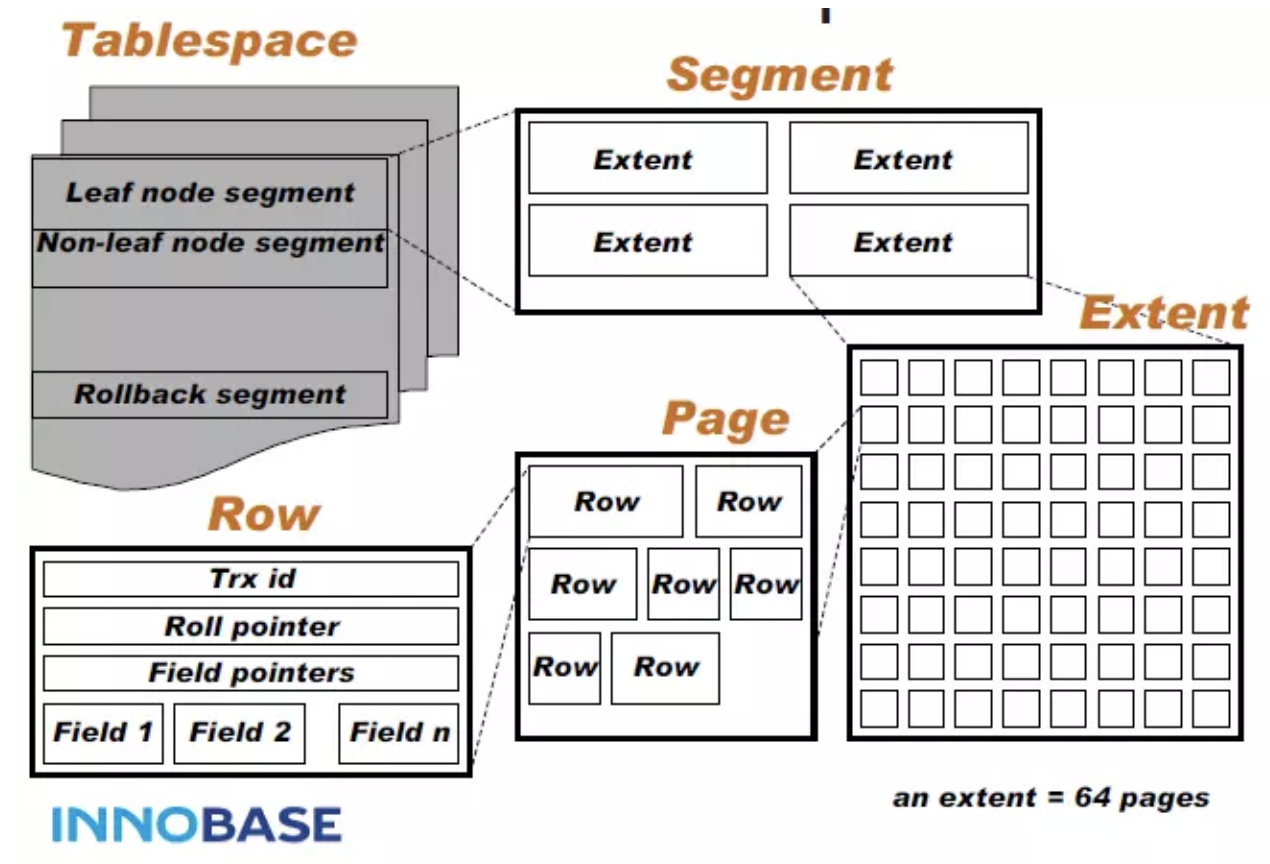 Tablespace
Leaf node segment
Non-leaf node segment
Rollback segment
Segment
Extent Extent
Extent Extent
Extent
an extent = 64 pages
Page
Row Row
Row Row Row
Row Row
Row
Trx id
Roll pointer
Field pointers
Field 1 Field 2 Field n
INNOBASE